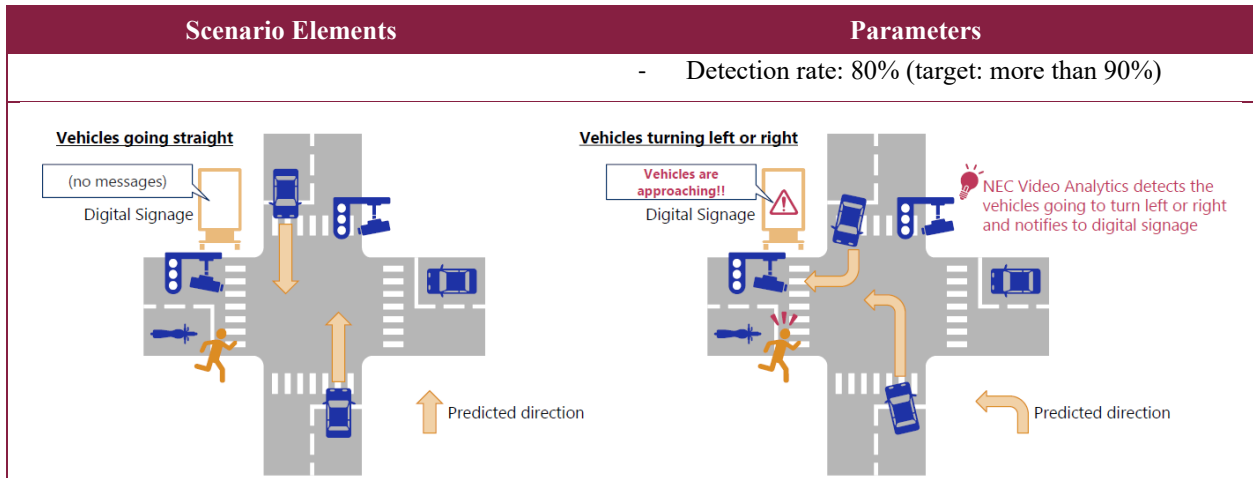 Scenario Elements
Parameters
- Detection rate: 80% (target: more than 90%)
Vehicles going straight
(no messages)
Digital Signage
Predicted direction
Vehicles turning left or right
Vehicles are
approaching!!
Digital Signage
NEC Video Analytics detects the
vehicles going to turn left or right
and notifies to digital signage
Predicted direction